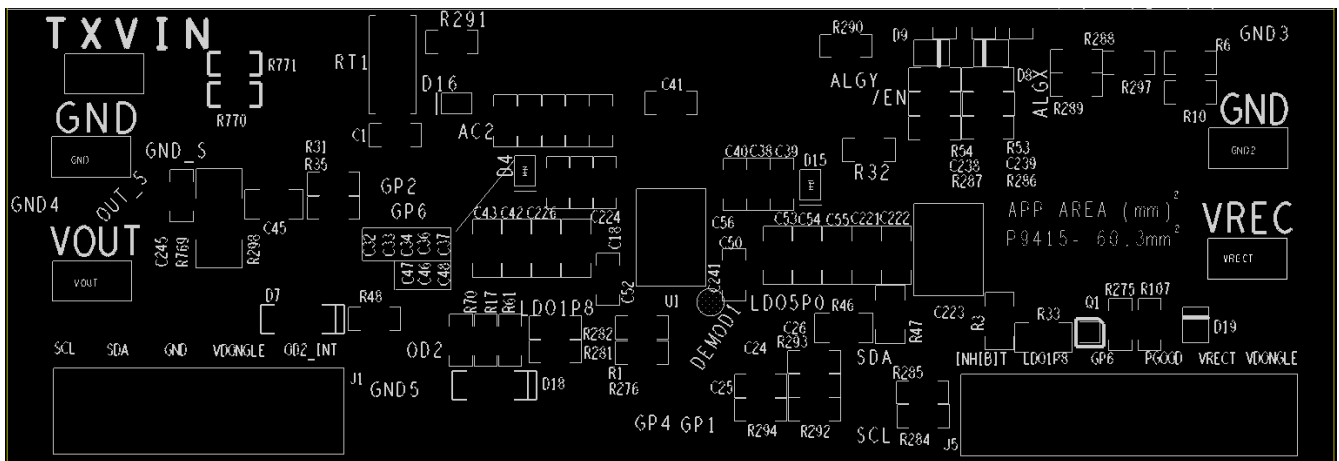 TXVIN
R291
R290
D9
R288
R6
GND3
RT1
R771
D16
C41
ALGY
/EN
D8
ALGX
R289
R297
R10
R770
GND
GND
C1
AC2
GND_S
R31
R35
D4
C40
C38
C39
D15
R32
R54
C238
R287
R53
C239
R286
GND
GND2
GND4
OUT_S
GP2
GP6
C43
C42
C226
C224
C56
C53
C54
C55
C221
C222
APP AREA (mm)²
P9415- 60.3mm²
VOUT
VREC
C45
C245
R769
R298
C32
C33
C34
C36
C37
C18
C50
C47
C46
C48
VOUT
VRECT
C52
C241
D7
R48
R70
R17
R61
LDO1P8
U1
LDO5P0
DEMOD1
R46
R47
C223
R3
R33
Q1
R275
R107
D19
R282
R281
C26
R293
C24
SCL
SDA
GND
VDONGLE
OD2_INT
OD2
SDA
INHIBIT
LDO1P8
GP6
PGOOD
VRECT
VDONGLE
J1
GND5
D18
R1
R276
C25
R285
GP4
GP1
R294
R292
SCL
R284
J5